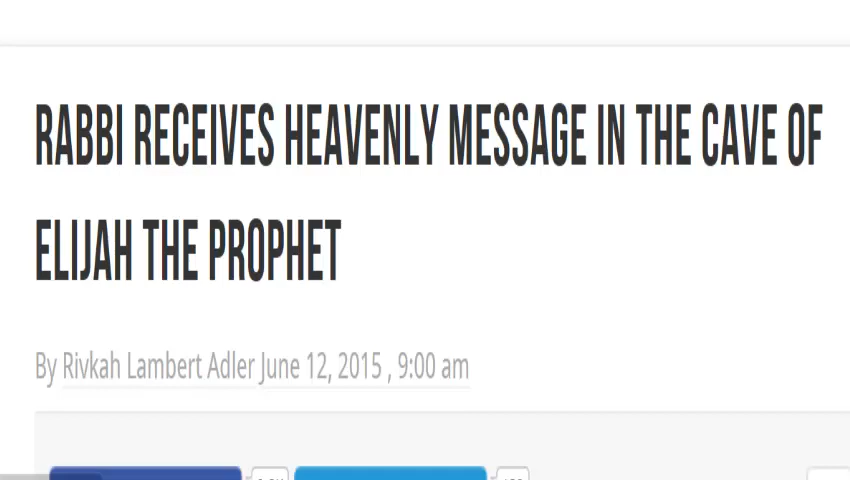 RABBI RECEIVES HEAVENLY MESSAGE IN THE CAVE OF
ELIJAH THE PROPHET
By Rivkah Lambert Adler June 12, 2015 , 9:00 am